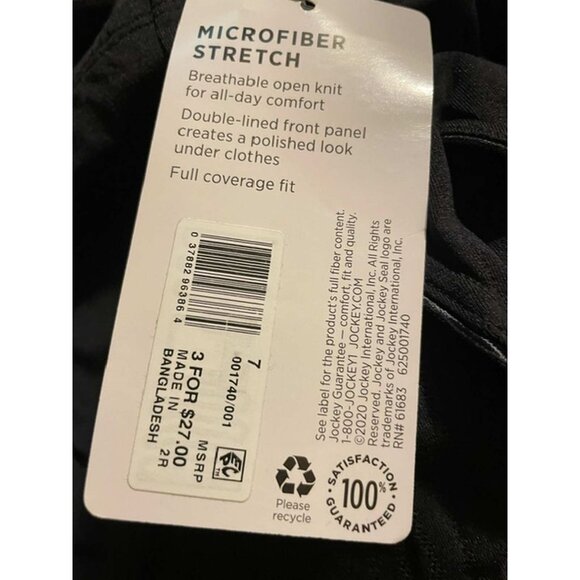 MICROFIBER
STRETCH
Breathable open knit
for all-day comfort
Double-lined front panel
creates a polished look
under clothes
Full coverage fit
0 37882 96386 4
7
001740/001
MSRP
3 FOR $27.00
MADE IN
BANGLADESH 2R
See label for the product's full fiber content.
Jockey Guarantee – comfort, fit and quality.
1-800-JOCKEY1 JOCKEY.COM
©2020 Jockey International, Inc. All Rights
Reserved. Jockey and Jockey Seal logo are
trademarks of Jockey International, Inc.
RN# 61683 625001740
Please
recycle
SATISFACTION
100%
GUARANTEED